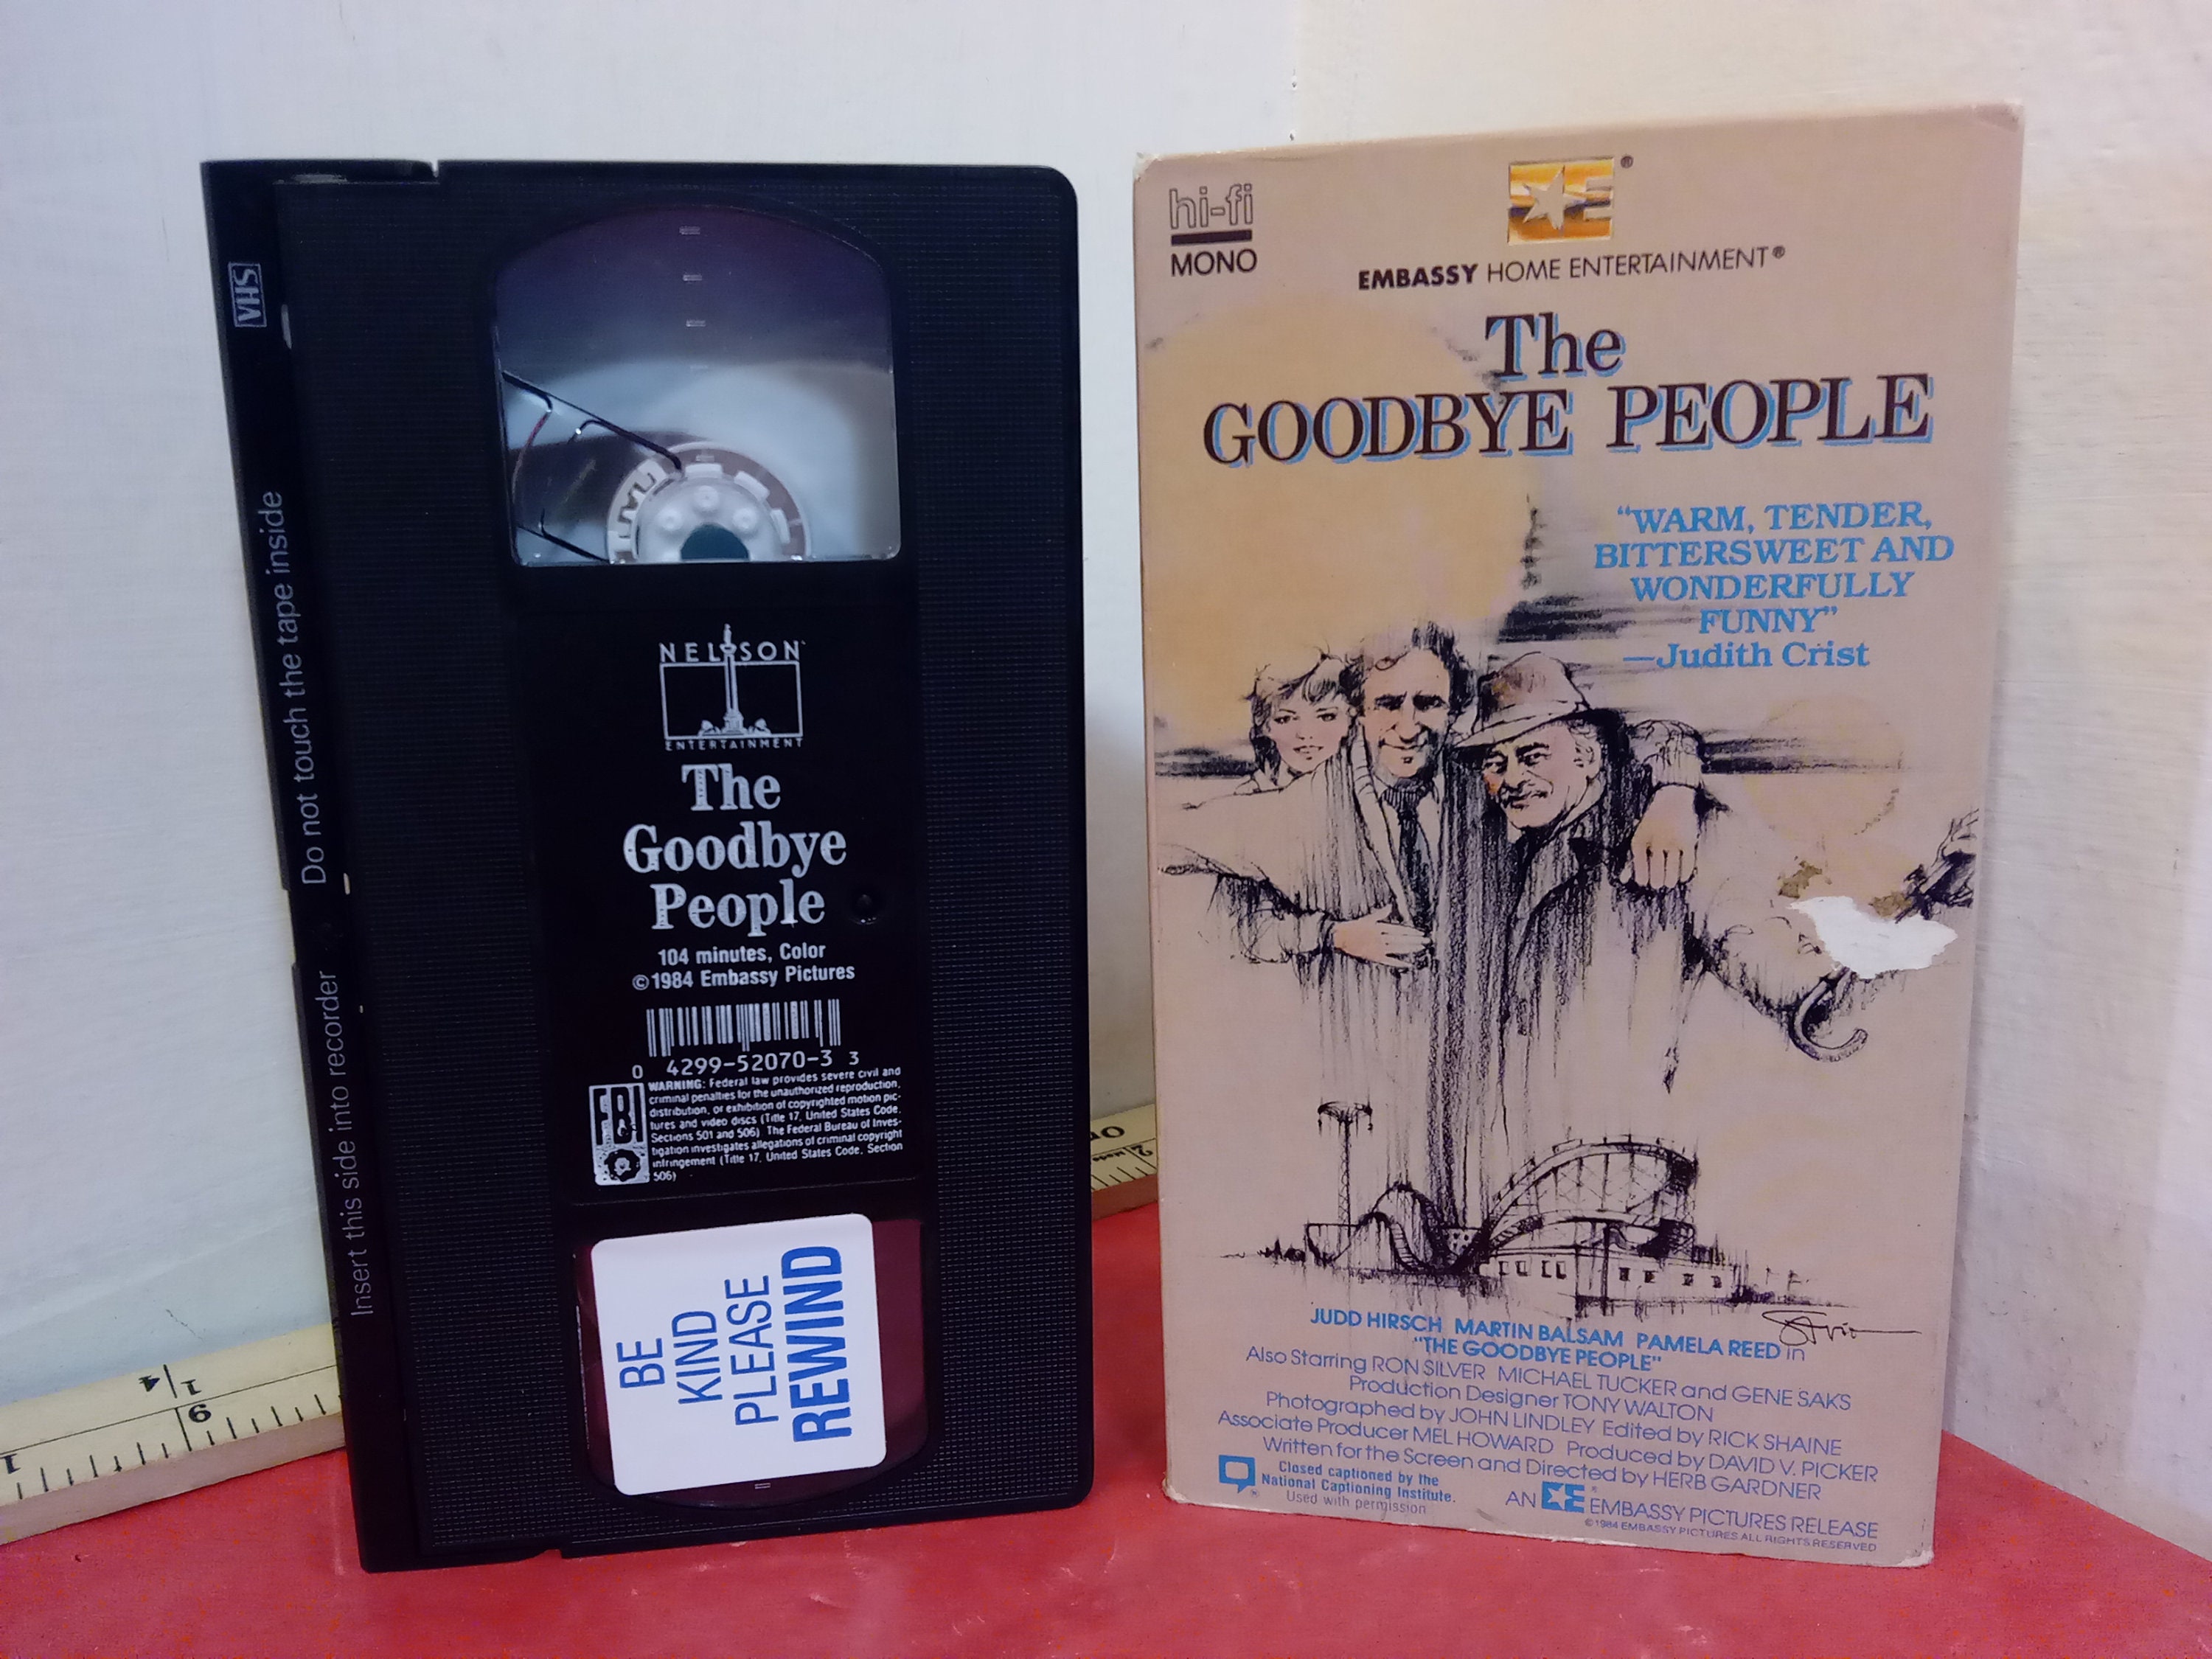 VHS
Do not touch the tape inside
Insert this side into recorder
NELSON
ENTERTAINMENT
The
Goodbye
People
104 minutes, Color
©1984 Embassy Pictures
0 4299-52070-3 3
FBI
WARNING: Federal law provides severe civil and
criminal penalties for the unauthorized reproduction,
distribution, or exhibition of copyrighted motion pic-
tures and video discs (Title 17, United States Code,
Sections 501 and 506). The Federal Bureau of Inves-
tigation investigates allegations of criminal copyright
infringement (Title 17, United States Code, Section
506)
BE
KIND
PLEASE
REWIND
1
4
1
9
1
2
hi-fi
MONO
E®
EMBASSY HOME ENTERTAINMENT®
The
GOODBYE PEOPLE
“WARM, TENDER,
BITTERSWEET AND
WONDERFULLY
FUNNY”
—Judith Crist
JUDD HIRSCH MARTIN BALSAM PAMELA REED in
"THE GOODBYE PEOPLE"
Also Starring RON SILVER MICHAEL TUCKER and GENE SAKS
Production Designer TONY WALTON
Photographed by JOHN LINDLEY Edited by RICK SHAINE
Associate Producer MEL HOWARD Produced by DAVID V. PICKER
Written for the Screen and Directed by HERB GARDNER
Closed captioned by the
National Captioning Institute.
Used with permission
AN E® EMBASSY PICTURES RELEASE
©1984 EMBASSY PICTURES ALL RIGHTS RESERVED